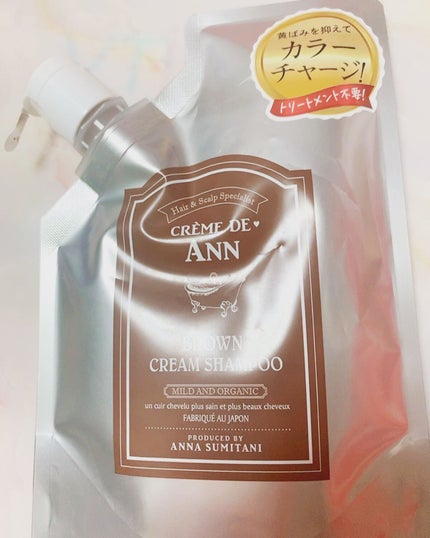 黄ばみを抑えて
カラー
チャージ!
トリートメント不要!
Hair & Scalp Specialist
CRÈME DE♥
ANN
BROWN
CREAM SHAMPOO
MILD AND ORGANIC
un cuir chevelu plus sain et plus beaux cheveux
FABRIQUÉ AU JAPON
PRODUCED BY
ANNA SUMITANI